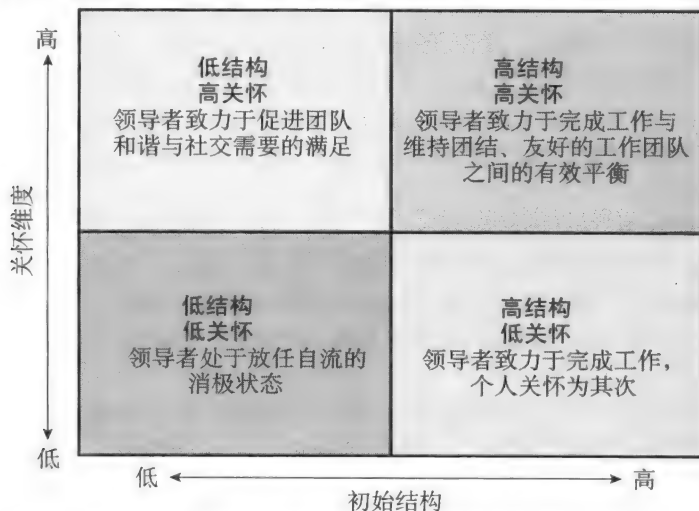 高
低结构
高关怀
领导者致力于促进团队
和谐与社交需要的满足
高结构
高关怀
领导者致力于完成工作与
维持团结、友好的工作团队
之间的有效平衡
关怀维度
低结构
低关怀
领导者处于放任自流的
消极状态
高结构
低关怀
领导者致力于完成工作，
个人关怀为其次
低
低
高
初始结构